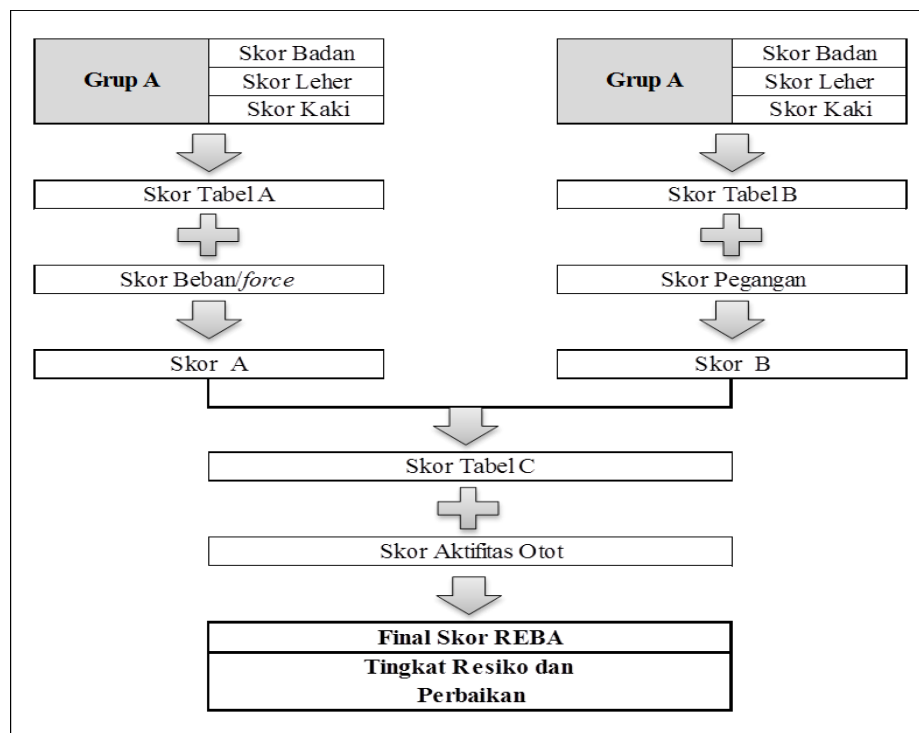 Grup A
Skor Badan
Skor Leher
Skor Kaki
Grup A
Skor Badan
Skor Leher
Skor Kaki
Skor Tabel A
Skor Tabel B
Skor Beban/force
Skor Pegangan
Skor A
Skor B
Skor Tabel C
Skor Aktifitas Otot
Final Skor REBA
Tingkat Resiko dan
Perbaikan